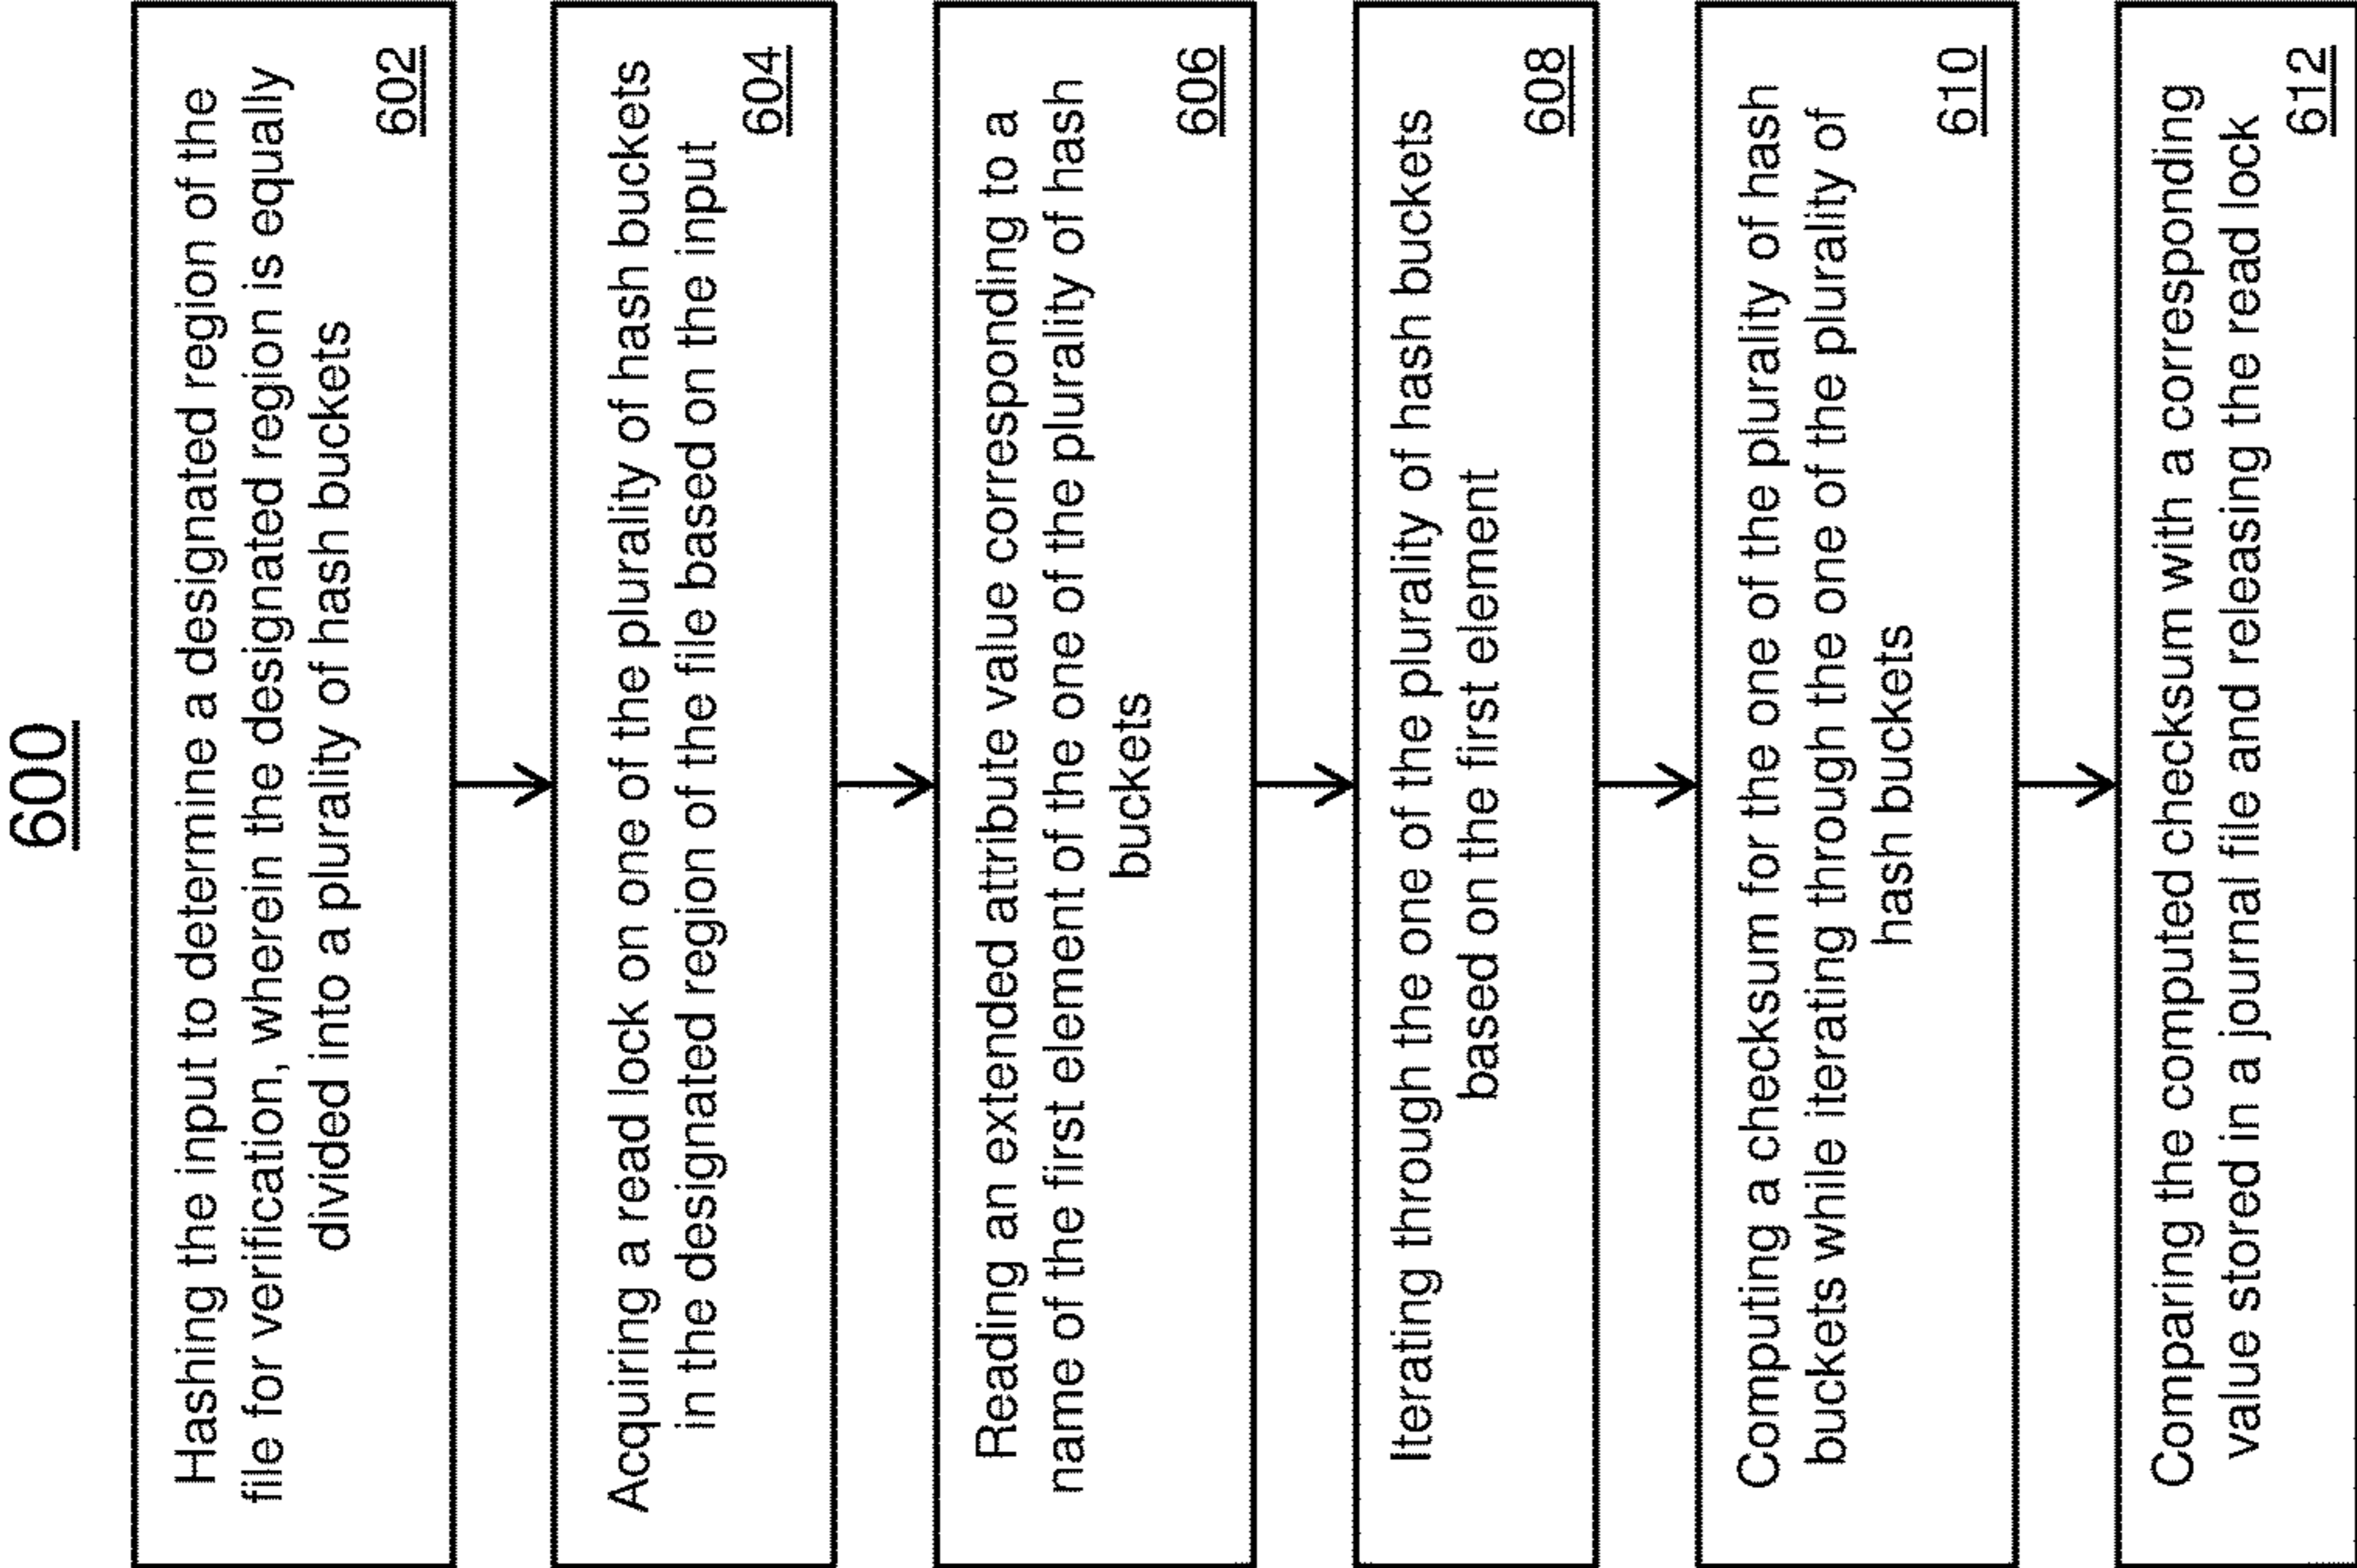 600
Hashing the input to determine a designated region of the
file for verification, wherein the designated region is equally
divided into a plurality of hash buckets
602
Acquiring a read lock on one of the plurality of hash buckets
in the designated region of the file based on the input
604
Reading an extended attribute value corresponding to a
name of the first element of the one of the plurality of hash
buckets
606
Iterating through the one of the plurality of hash buckets
based on the first element
608
Computing a checksum for the one of the plurality of hash
buckets while iterating through the one of the plurality of
hash buckets
610
Comparing the computed checksum with a corresponding
value stored in a journal file and releasing the read lock
612